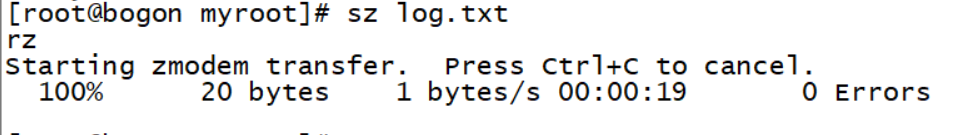 [root@bogon myroot]# sz log.txt
rz
Starting zmodem transfer.  Press Ctrl+C to cancel.
  100%      20 bytes    1 bytes/s 00:00:19       0 Errors